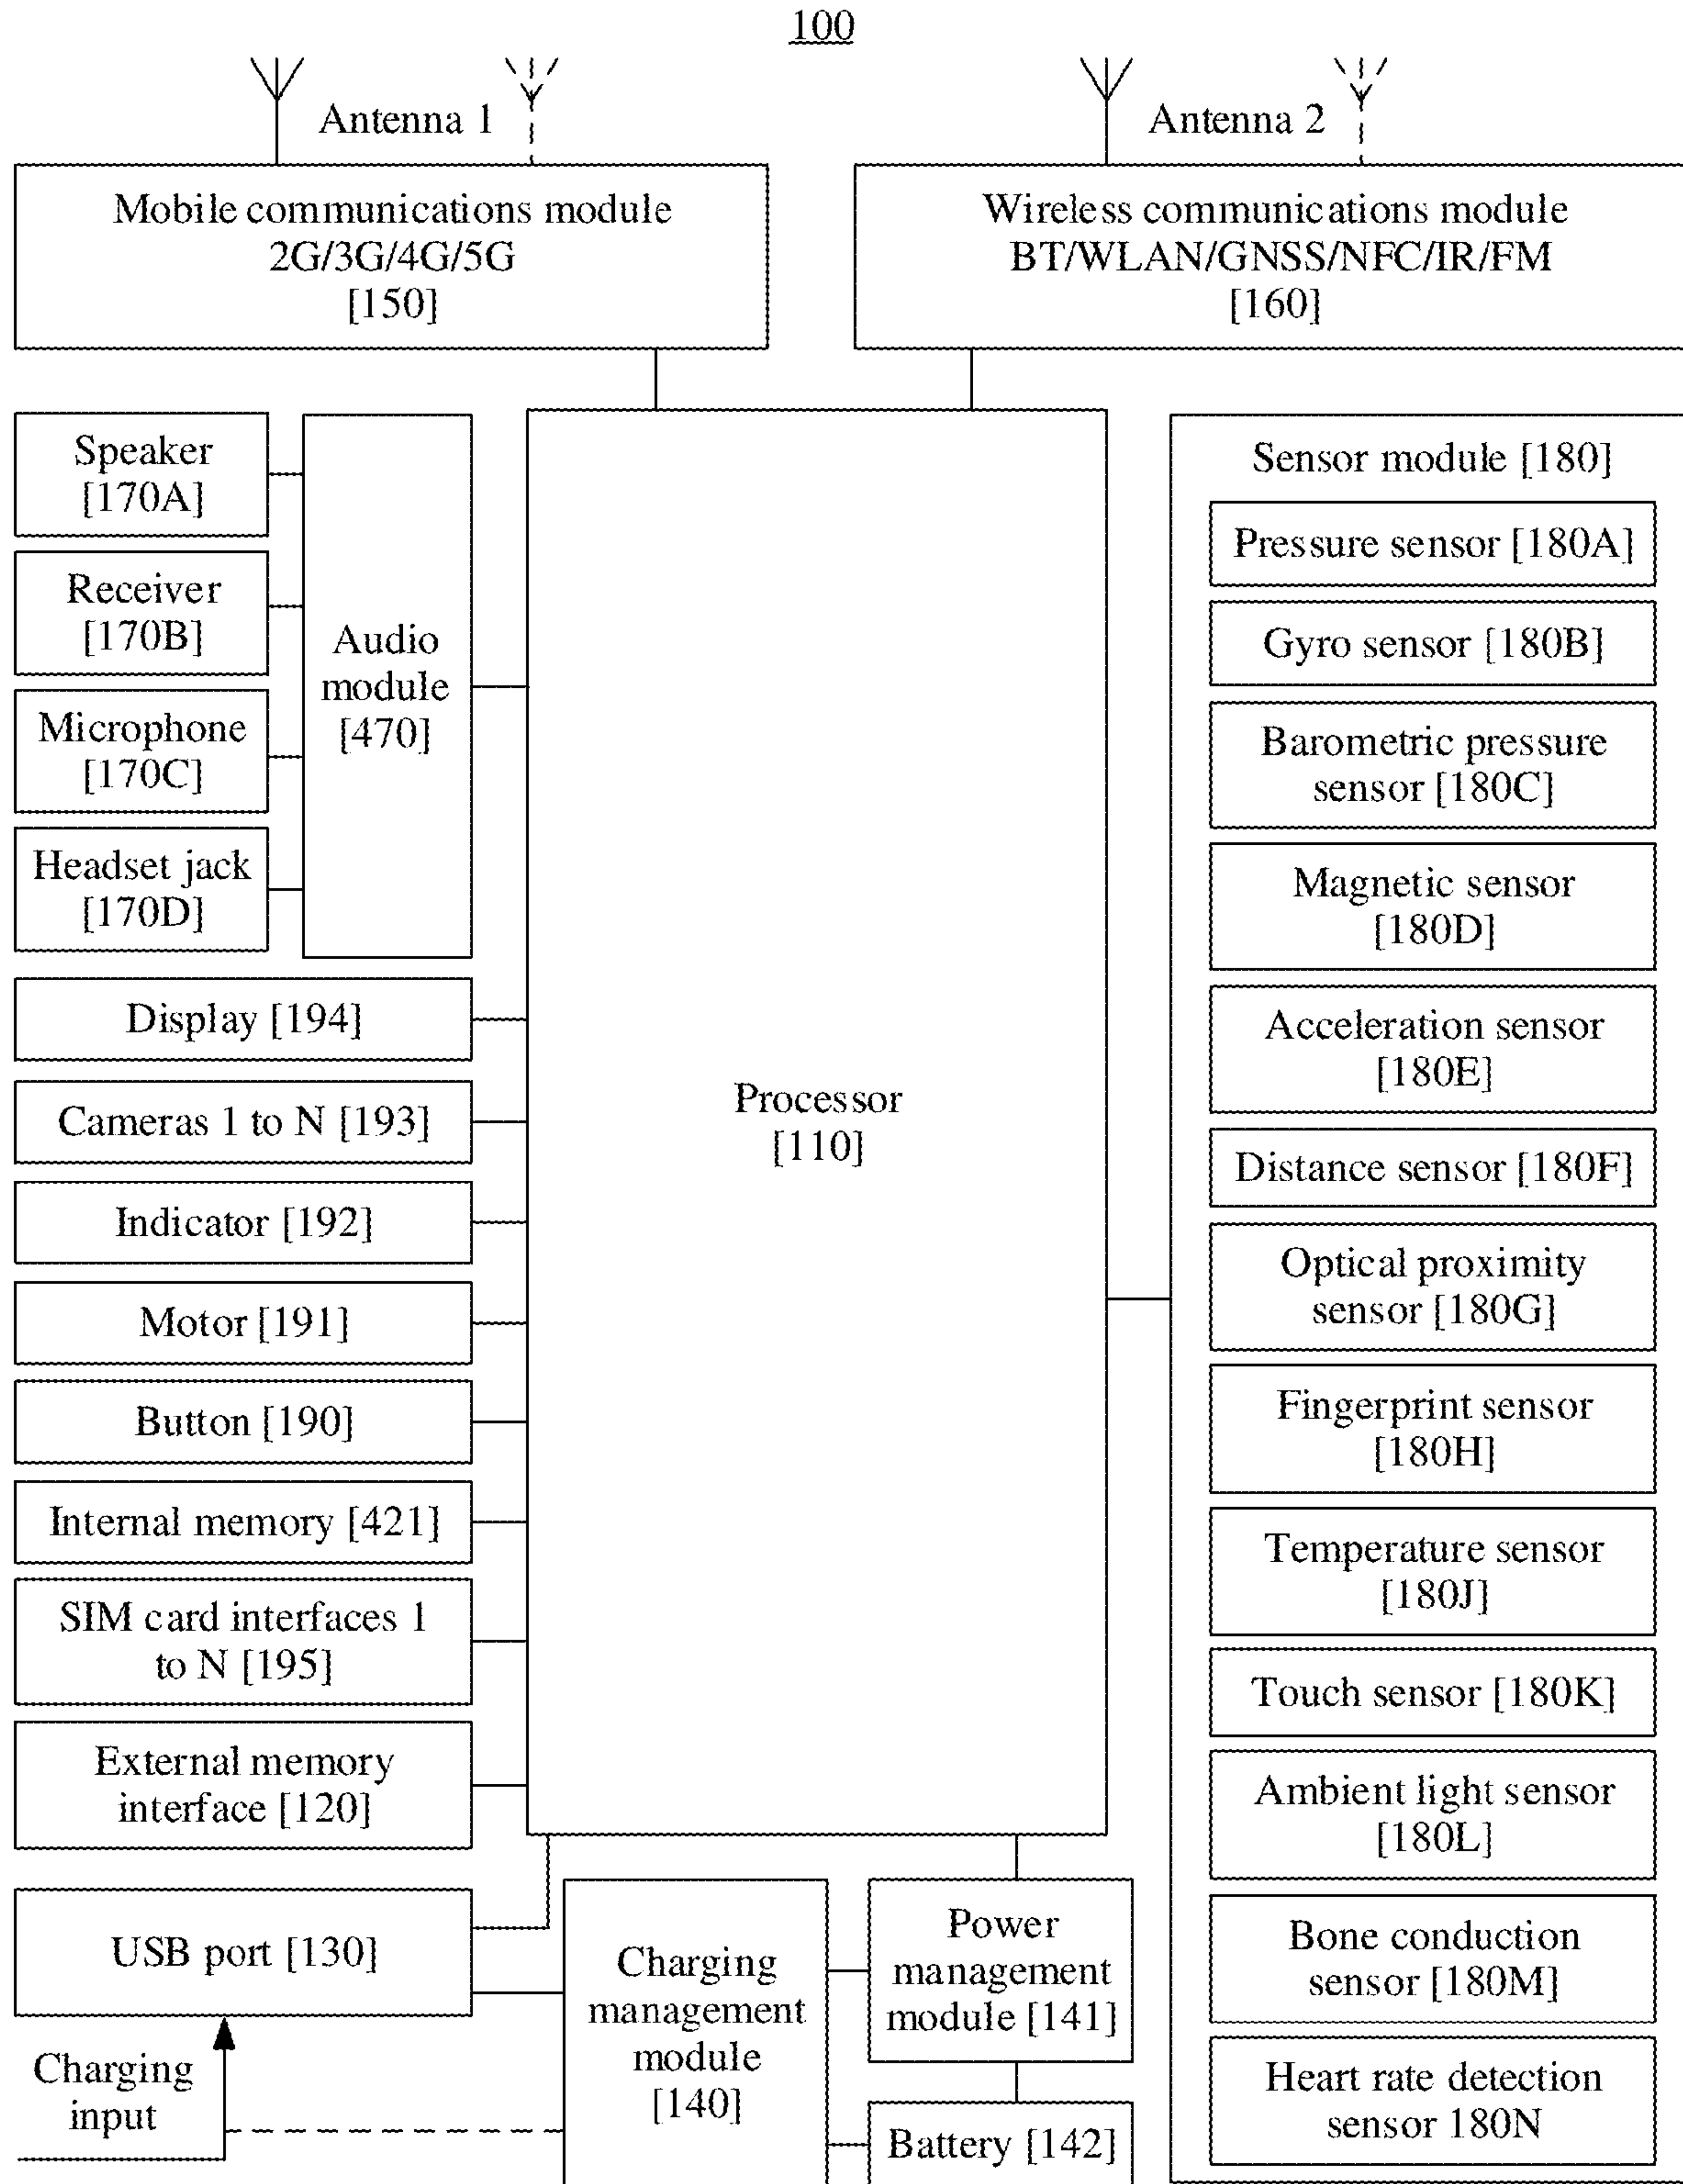 100
Antenna 1
Antenna 2
Mobile communications module
2G/3G/4G/5G
[150]
Wireless communications module
BT/WLAN/GNSS/NFC/IR/FM
[160]
Speaker
[170A]
Receiver
[170B]
Microphone
[170C]
Headset jack
[170D]
Audio
module
[470]
Display [194]
Cameras 1 to N [193]
Indicator [192]
Motor [191]
Button [190]
Internal memory [421]
SIM card interfaces 1
to N [195]
External memory
interface [120]
USB port [130]
Charging
input
Processor
[110]
Charging
management
module
[140]
Power
management
module [141]
Battery [142]
Sensor module [180]
Pressure sensor [180A]
Gyro sensor [180B]
Barometric pressure
sensor [180C]
Magnetic sensor
[180D]
Acceleration sensor
[180E]
Distance sensor [180F]
Optical proximity
sensor [180G]
Fingerprint sensor
[180H]
Temperature sensor
[180J]
Touch sensor [180K]
Ambient light sensor
[180L]
Bone conduction
sensor [180M]
Heart rate detection
sensor 180N